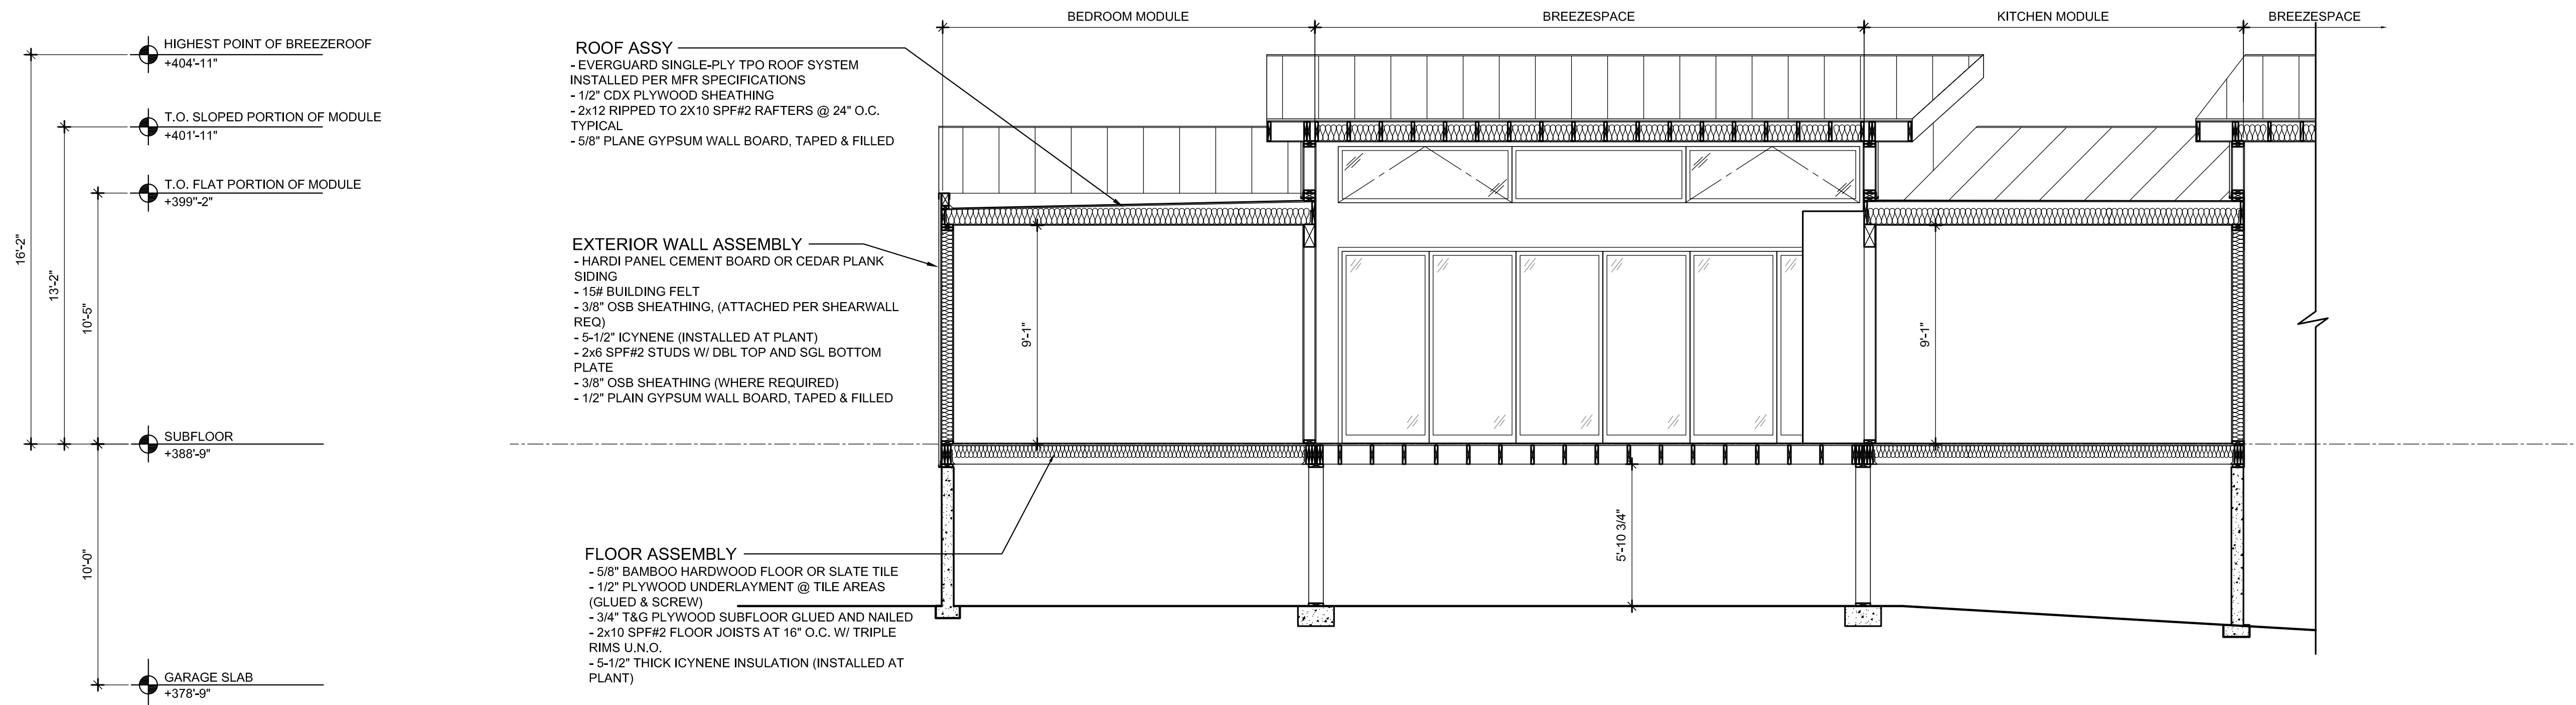 BEDROOM MODULE
BREEZESPACE
KITCHEN MODULE
BREEZESPACE
HIGHEST POINT OF BREEZEROOF
+404'-11"
T.O. SLOPED PORTION OF MODULE
+401'-11"
T.O. FLAT PORTION OF MODULE
+399"-2"
16'-2"
13'-2"
10'-5"
SUBFLOOR
+388'-9"
10'-0"
GARAGE SLAB
+378'-9"
ROOF ASSY
- EVERGUARD SINGLE-PLY TPO ROOF SYSTEM
INSTALLED PER MFR SPECIFICATIONS
- 1/2" CDX PLYWOOD SHEATHING
- 2x12 RIPPED TO 2X10 SPF#2 RAFTERS @ 24" O.C.
TYPICAL
- 5/8" PLANE GYPSUM WALL BOARD, TAPED & FILLED
EXTERIOR WALL ASSEMBLY
- HARDI PANEL CEMENT BOARD OR CEDAR PLANK
SIDING
- 15# BUILDING FELT
- 3/8" OSB SHEATHING, (ATTACHED PER SHEARWALL
REQ)
- 5-1/2" ICYNENE (INSTALLED AT PLANT)
- 2x6 SPF#2 STUDS W/ DBL TOP AND SGL BOTTOM
PLATE
- 3/8" OSB SHEATHING (WHERE REQUIRED)
- 1/2" PLAIN GYPSUM WALL BOARD, TAPED & FILLED
FLOOR ASSEMBLY
- 5/8" BAMBOO HARDWOOD FLOOR OR SLATE TILE
- 1/2" PLYWOOD UNDERLAYMENT @ TILE AREAS
(GLUED & SCREW)
- 3/4" T&G PLYWOOD SUBFLOOR GLUED AND NAILED
- 2x10 SPF#2 FLOOR JOISTS AT 16" O.C. W/ TRIPLE
RIMS U.N.O.
- 5-1/2" THICK ICYNENE INSULATION (INSTALLED AT
PLANT)
9'-1"
9'-1"
5'-10 3/4"